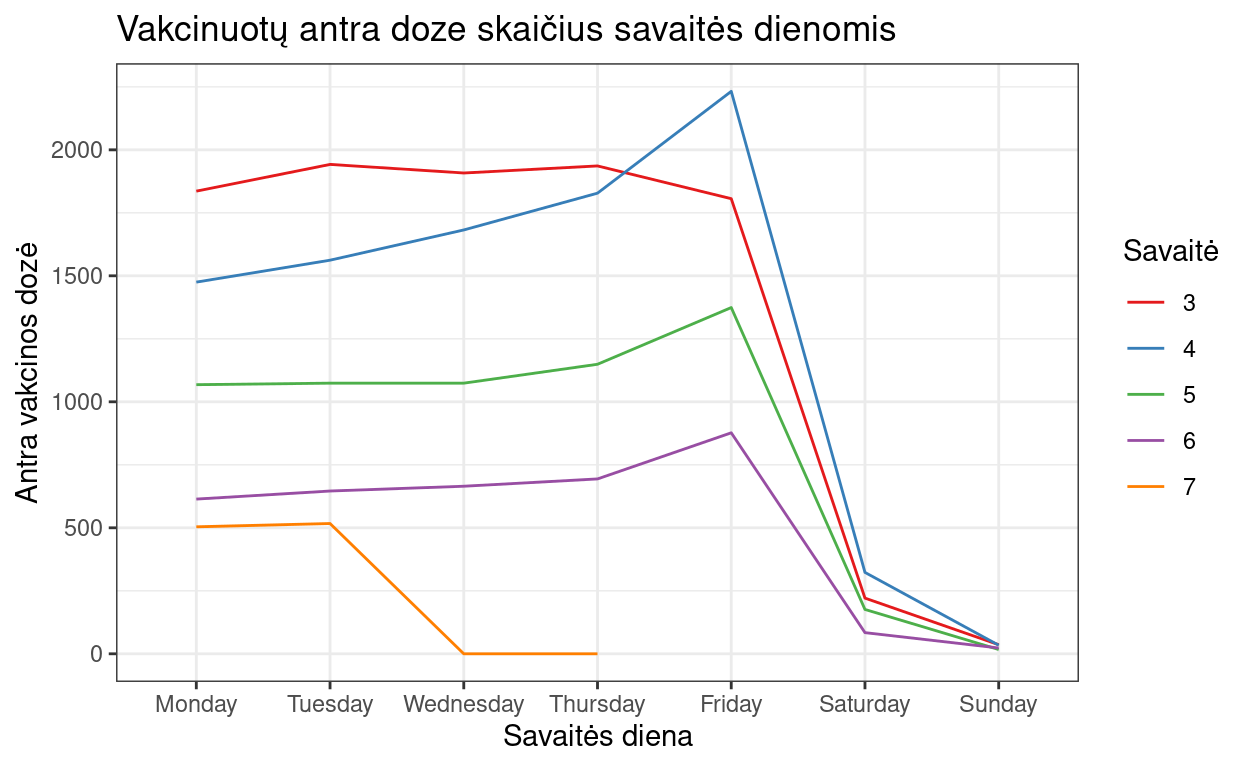 Vakcinuotų antra doze skaičius savaitės dienomis
Antra vakcinos dozė
2000
1500
1000
500
0
Monday Tuesday Wednesday Thursday Friday Saturday Sunday
Savaitės diena
Savaitė
3
4
5
6
7